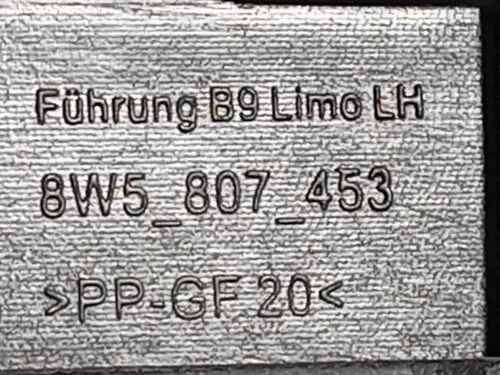 Führung B9 Limo LH
8W5_807_453
>PP-GF 20<